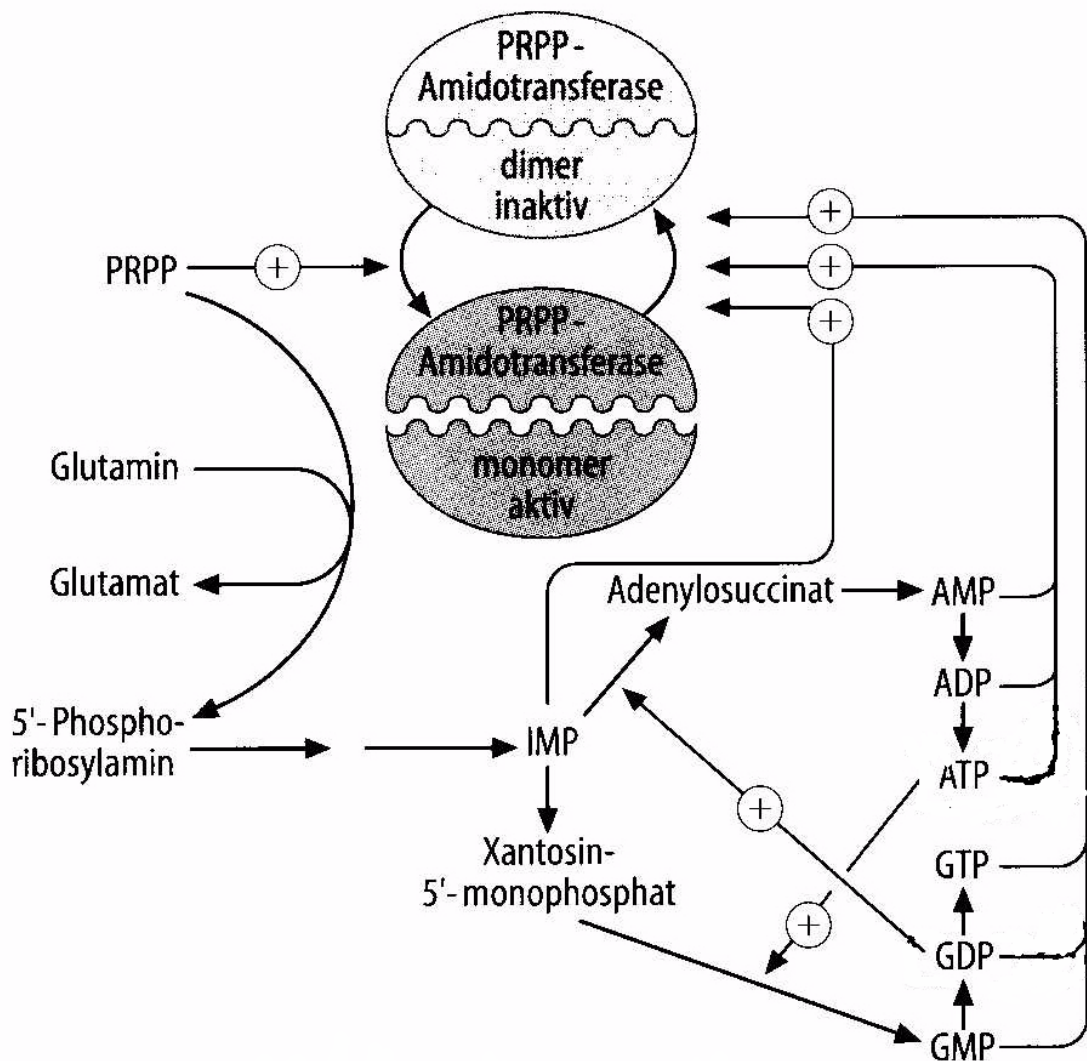 PRPP -
Amidotransferase
dimer
inaktiv
+
+
PRPP
+
+
PRPP -
Amidotransferase
monomer
aktiv
Glutamin
Glutamat
Adenylosuccinat
AMP
ADP
5'- Phospho-
ribosylamin
IMP
ATP
+
Xantosin-
5'- monophosphat
GTP
+
GDP
GMP